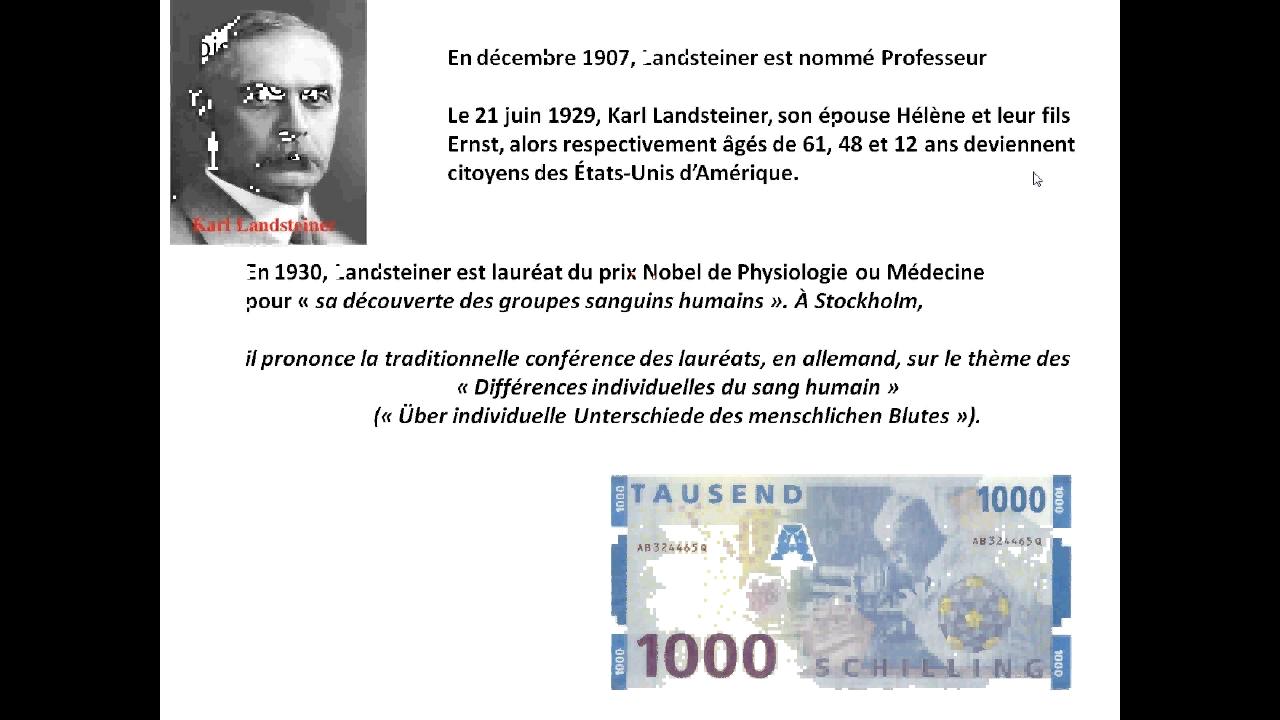 En décembre 1907, Landsteiner est nommé Professeur
Le 21 juin 1929, Karl Landsteiner, son épouse Hélène et leur fils
Ernst, alors respectivement âgés de 61, 48 et 12 ans deviennent
citoyens des États-Unis d’Amérique.
Karl Landsteiner
En 1930, Landsteiner est lauréat du prix Nobel de Physiologie ou Médecine
pour « sa découverte des groupes sanguins humains ». À Stockholm,
il prononce la traditionnelle conférence des lauréats, en allemand, sur le thème des
« Différences individuelles du sang humain »
(« Über individuelle Unterschiede des menschlichen Blutes »).
1000 TAUSEND 1000 1000
AB324465Q A AB324465Q
1000 1000 SCHILLING 1000